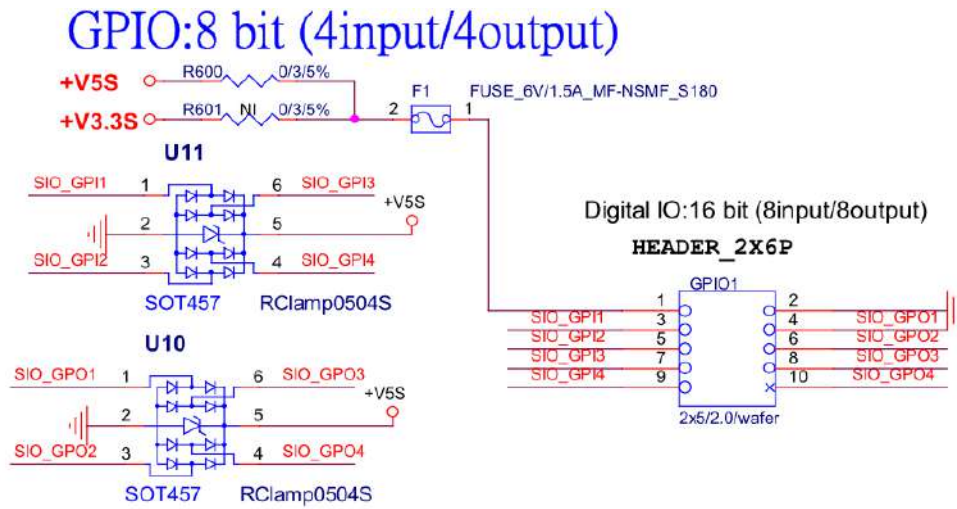 GPIO:8 bit (4input/4output)
+V5S R600 0/3/5%
F1 FUSE_6V/1.5A_MF-NSMF_S180
+V3.3S R601 NI 0/3/5% 2 1
U11
SIO_GPI1 1 6 SIO_GPI3
+V5S
2 5
SIO_GPI2 3 4 SIO_GPI4
SOT457 RClamp0504S
Digital IO:16 bit (8input/8output)
HEADER_2X6P
GPIO1
1 2
SIO_GPI1 3 4 SIO_GPO1
SIO_GPI2 5 6 SIO_GPO2
SIO_GPI3 7 8 SIO_GPO3
SIO_GPI4 9 10 SIO_GPO4
2x5/2.0/wafer
U10
SIO_GPO1 1 6 SIO_GPO3
+V5S
2 5
SIO_GPO2 3 4 SIO_GPO4
SOT457 RClamp0504S